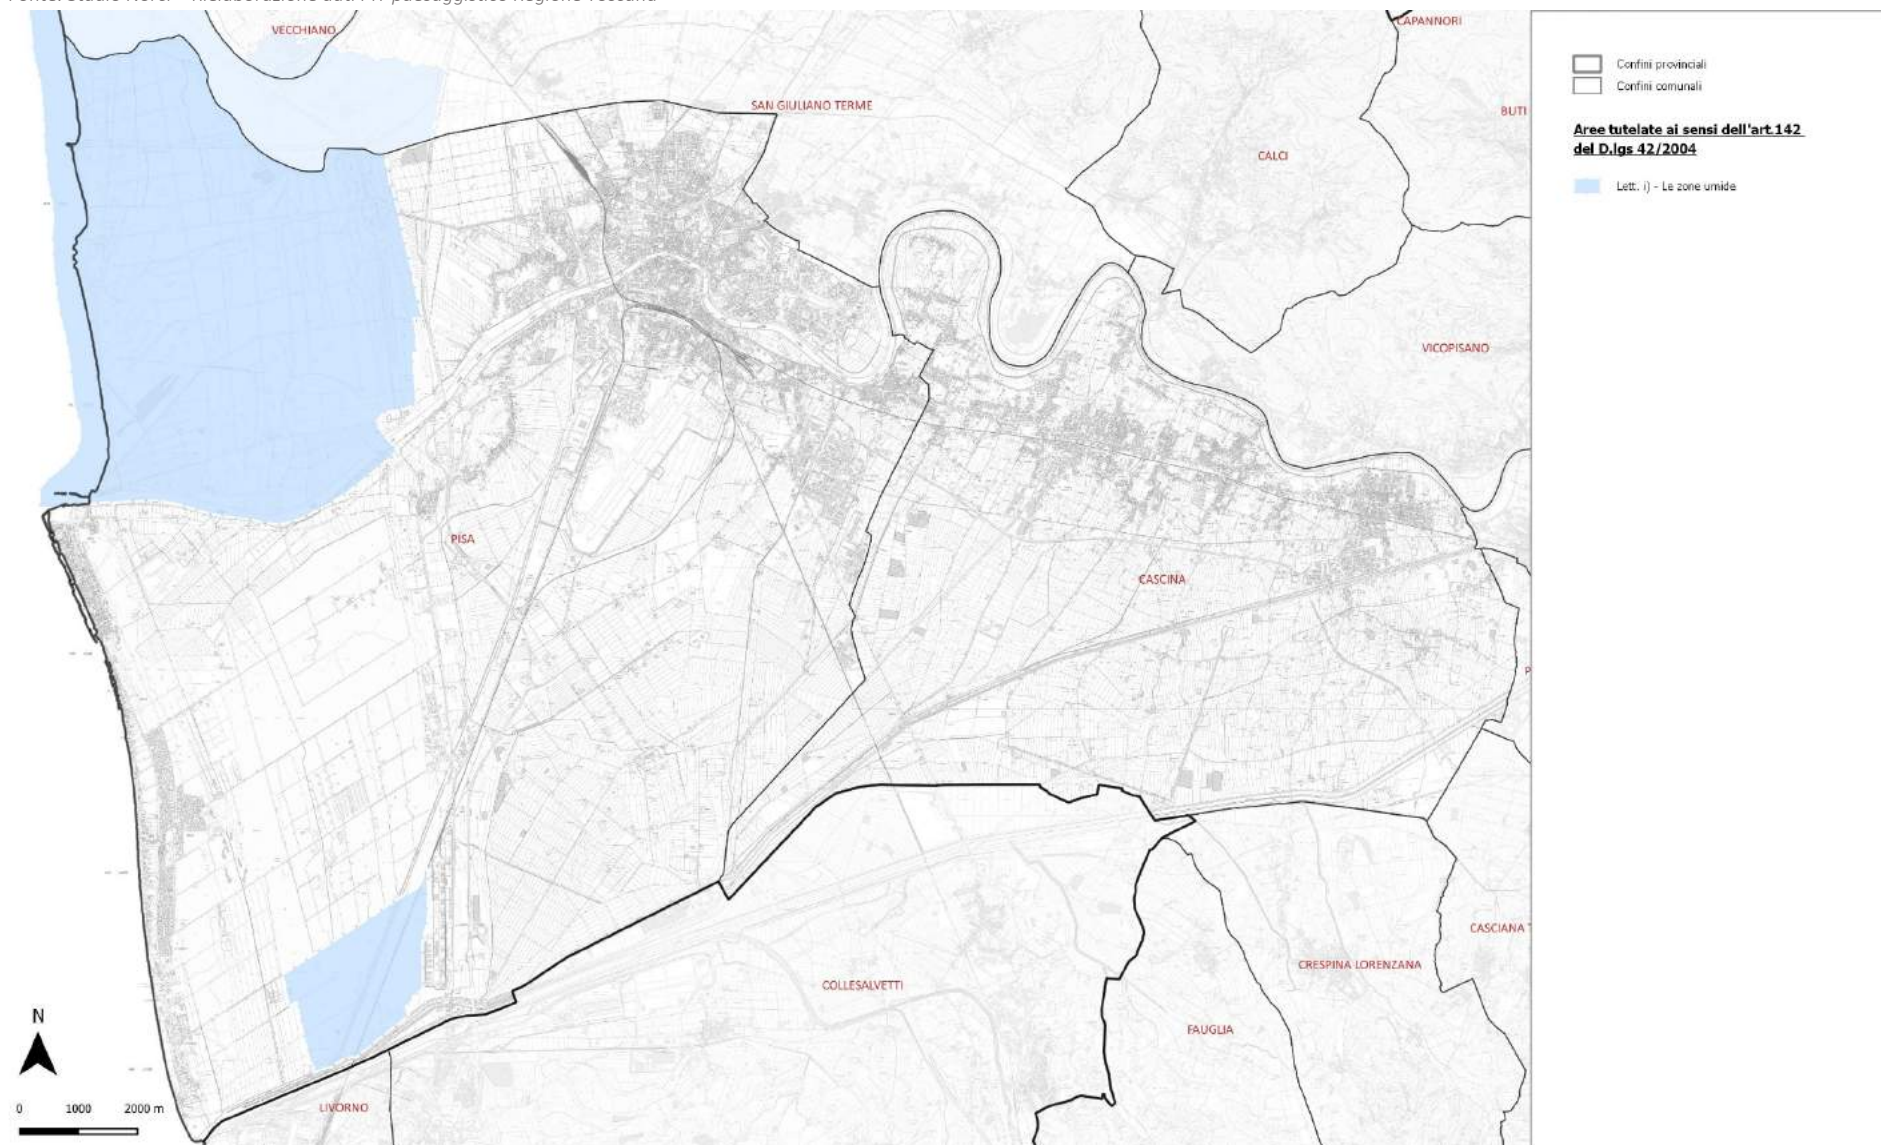 VECCHIANO
CAPANNORI
SAN GIULIANO TERME
BUTI
CALCI
VICOPISANO
PISA
CASCINA
P
CASCIANA T
CRESPINA LORENZANA
COLLESALVETTI
FAUGLIA
LIVORNO
N
0 1000 2000 m
Confini provinciali
Confini comunali
Aree tutelate ai sensi dell'art.142
del D.lgs 42/2004
Lett. i) - Le zone umide